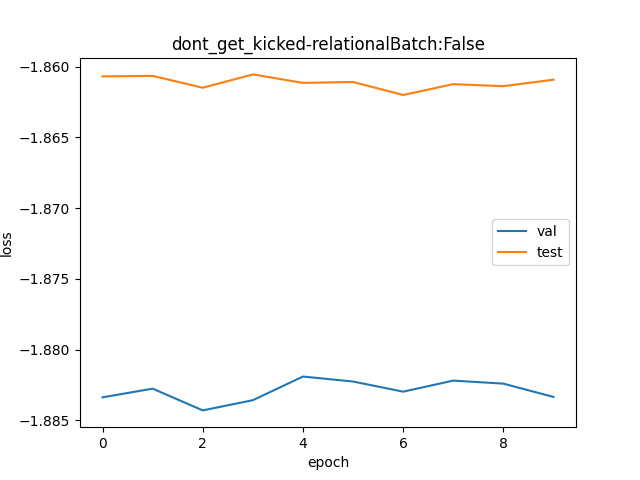 dont_get_kicked-relationalBatch:False
−1.860
−1.865
−1.870
−1.875
−1.880
−1.885
loss
0
2
4
6
8
epoch
val
test